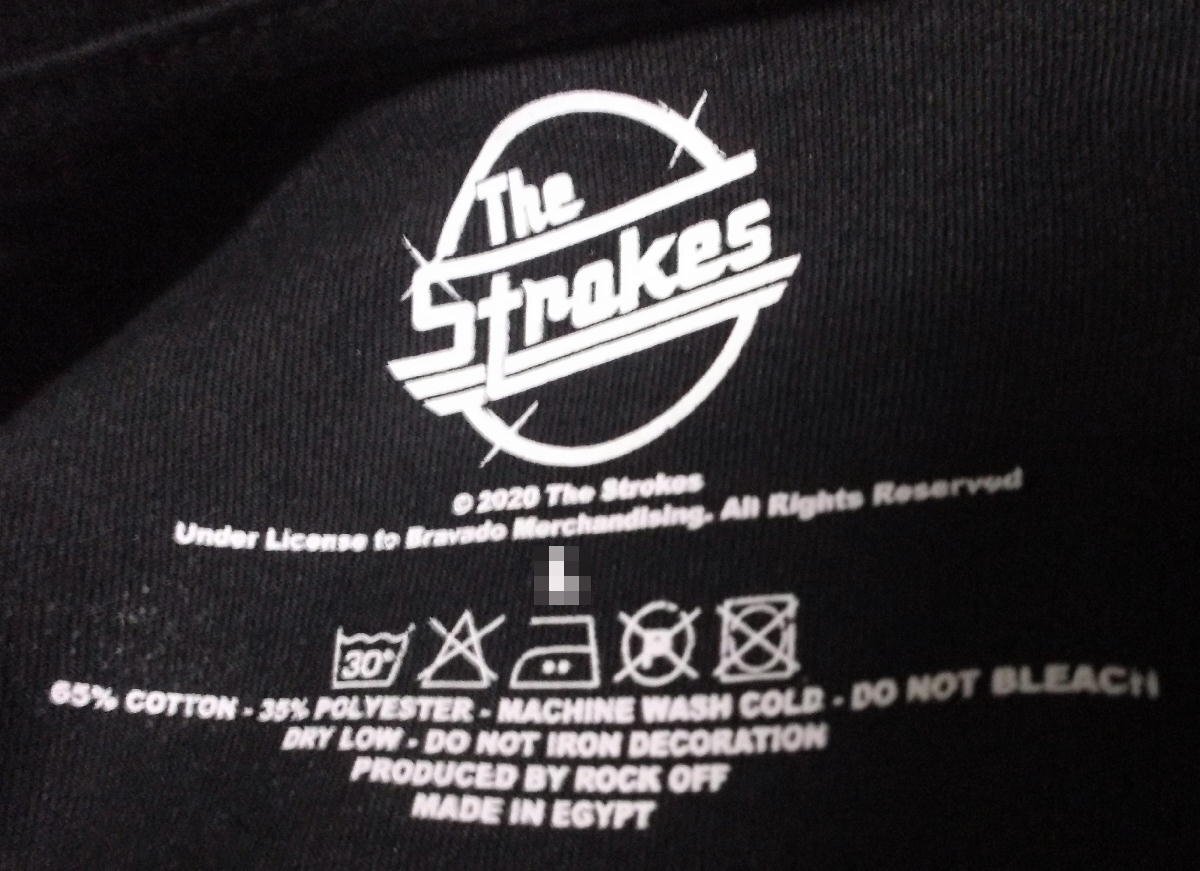 The
Strokes
© 2020 The Strokes
Under License to Bravado Merchandising. All Rights Reserved
30°
P
65% COTTON - 35% POLYESTER - MACHINE WASH COLD - DO NOT BLEACH
DRY LOW - DO NOT IRON DECORATION
PRODUCED BY ROCK OFF
MADE IN EGYPT